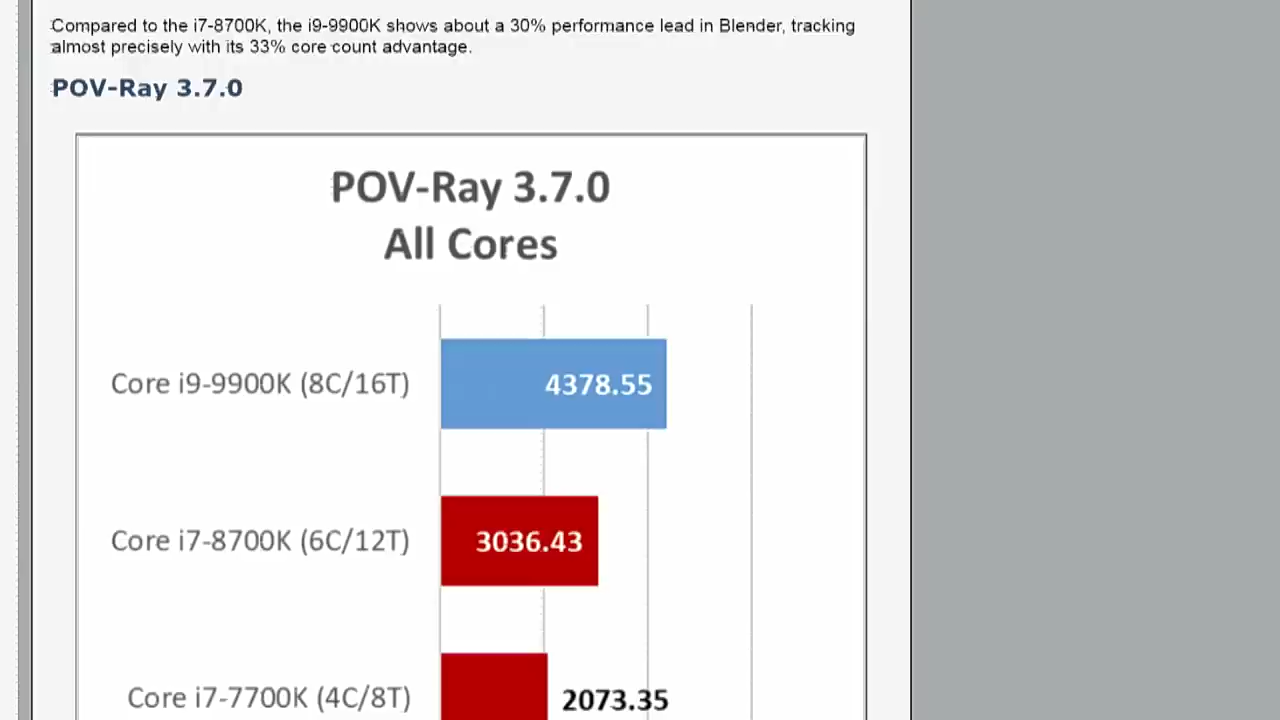 Compared to the i7-8700K, the i9-9900K shows about a 30% performance lead in Blender, tracking
almost precisely with its 33% core count advantage.
POV-Ray 3.7.0
POV-Ray 3.7.0
All Cores
Core i9-9900K (8C/16T) 4378.55
Core i7-8700K (6C/12T) 3036.43
Core i7-7700K (4C/8T) 2073.35